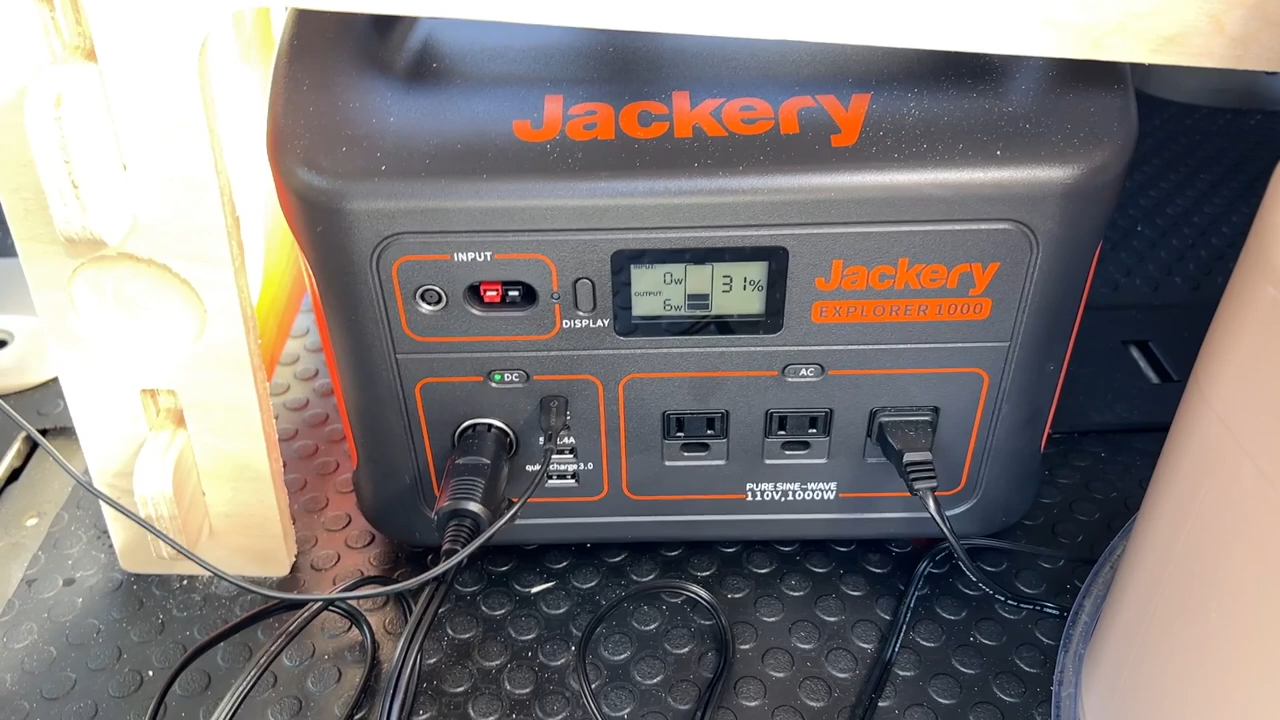 Jackery
INPUT
INPUT:
0W
OUTPUT:
6W
31%
DISPLAY
Jackery
EXPLORER 1000
DC
AC
quick charge 3.0
PURE SINE-WAVE
110V, 1000W